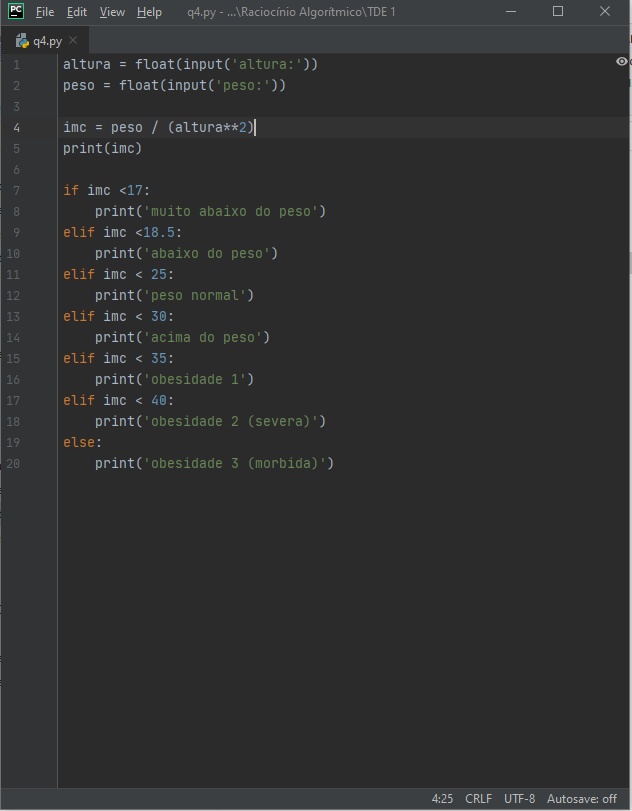 PC File Edit View Help q4.py - ...\Raciocínio Algorítmico\TDE 1
q4.py
1 altura = float(input('altura:'))
2 peso = float(input('peso:'))
3
4 imc = peso / (altura**2)
5 print(imc)
6
7 if imc <17:
8     print('muito abaixo do peso')
9 elif imc <18.5:
10     print('abaixo do peso')
11 elif imc < 25:
12     print('peso normal')
13 elif imc < 30:
14     print('acima do peso')
15 elif imc < 35:
16     print('obesidade 1')
17 elif imc < 40:
18     print('obesidade 2 (severa)')
19 else:
20     print('obesidade 3 (morbida)')
4:25 CRLF UTF-8 Autosave: off